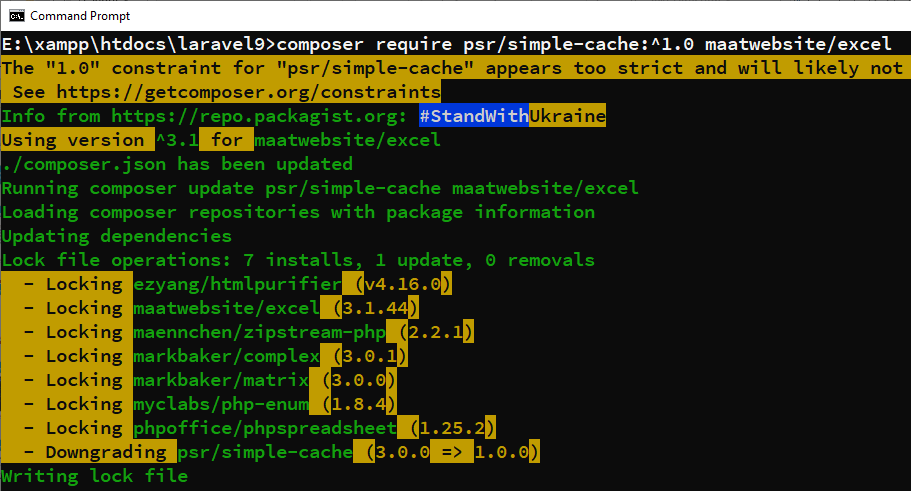 Command Prompt
E:\xampp\htdocs\laravel9>composer require psr/simple-cache:^1.0 maatwebsite/excel
The "1.0" constraint for "psr/simple-cache" appears too strict and will likely not
See https://getcomposer.org/constraints
Info from https://repo.packagist.org: #StandWithUkraine
Using version ^3.1 for maatwebsite/excel
./composer.json has been updated
Running composer update psr/simple-cache maatwebsite/excel
Loading composer repositories with package information
Updating dependencies
Lock file operations: 7 installs, 1 update, 0 removals
- Locking ezyang/htmlpurifier (v4.16.0)
- Locking maatwebsite/excel (3.1.44)
- Locking maennchen/zipstream-php (2.2.1)
- Locking markbaker/complex (3.0.1)
- Locking markbaker/matrix (3.0.0)
- Locking myclabs/php-enum (1.8.4)
- Locking phpoffice/phpspreadsheet (1.25.2)
- Downgrading psr/simple-cache (3.0.0 => 1.0.0)
Writing lock file